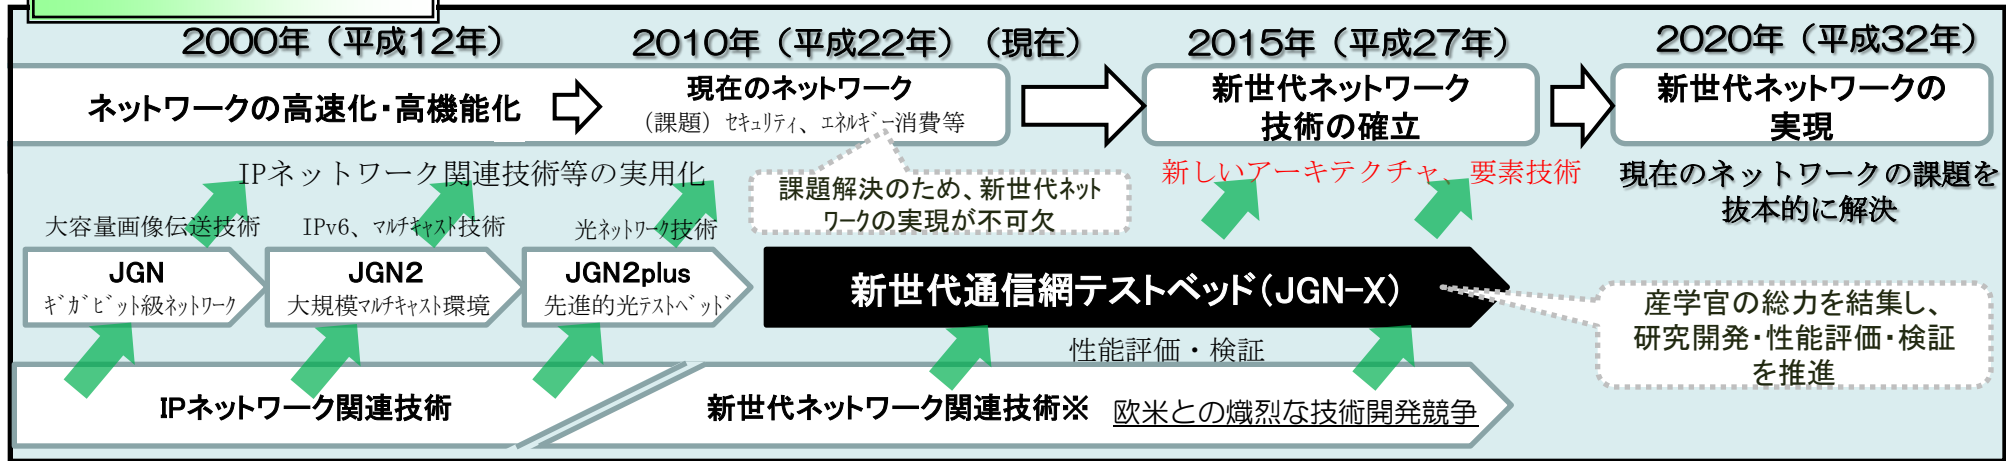 2000年（平成12年）
2010年（平成22年）（現在）
2015年（平成27年）
2020年（平成32年）
ネットワークの高速化・高機能化
現在のネットワーク
（課題）ｾｷｭﾘﾃｨ、ｴﾈﾙｷﾞｰ消費等
新世代ネットワーク
技術の確立
新世代ネットワークの
実現
IPネットワーク関連技術等の実用化
課題解決のため、新世代ﾈｯﾄ
ﾜｰｸの実現が不可欠
新しいアーキテクチャ、要素技術
現在のネットワークの課題を
抜本的に解決
大容量画像伝送技術
IPv6、ﾏﾙﾁｷｬｽﾄ技術
光ﾈｯﾄﾜｰｸ技術
JGN
ｷﾞｶﾞﾋﾞｯﾄ級ﾈｯﾄﾜｰｸ
JGN2
大規模ﾏﾙﾁｷｬｽﾄ環境
JGN2plus
先進的光ﾃｽﾄﾍﾞｯﾄﾞ
新世代通信網テストベッド（JGN-X）
産学官の総力を結集し、
研究開発・性能評価・検証
を推進
性能評価・検証
IPネットワーク関連技術
新世代ネットワーク関連技術※ 欧米との熾烈な技術開発競争